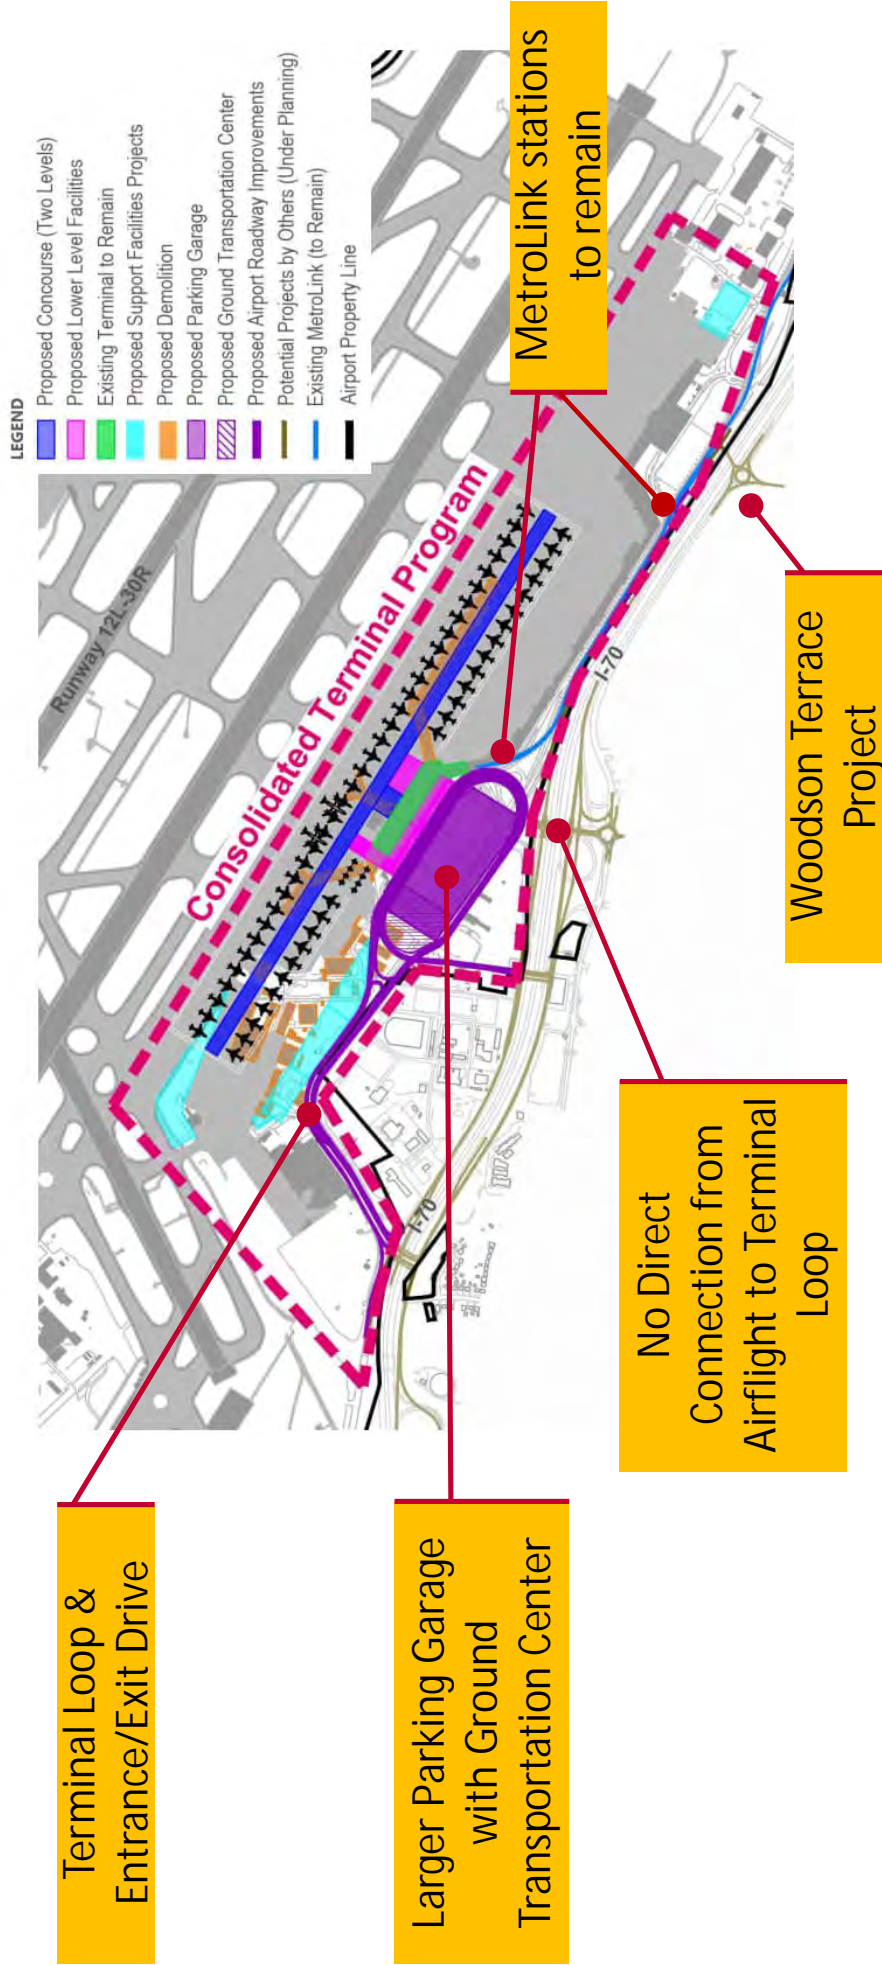 Terminal Loop &
Entrance/Exit Drive
Larger Parking Garage
with Ground
Transportation Center
No Direct
Connection from
Airflight to Terminal
Loop
Woodson Terrace
Project
MetroLink stations
to remain
LEGEND
Proposed Concourse (Two Levels)
Proposed Lower Level Facilities
Existing Terminal to Remain
Proposed Support Facilities Projects
Proposed Demolition
Proposed Parking Garage
Proposed Ground Transportation Center
Proposed Airport Roadway Improvements
Potential Projects by Others (Under Planning)
Existing MetroLink (to Remain)
Airport Property Line
Runway 12L-30R
Consolidated Terminal Program
I-70
I-70